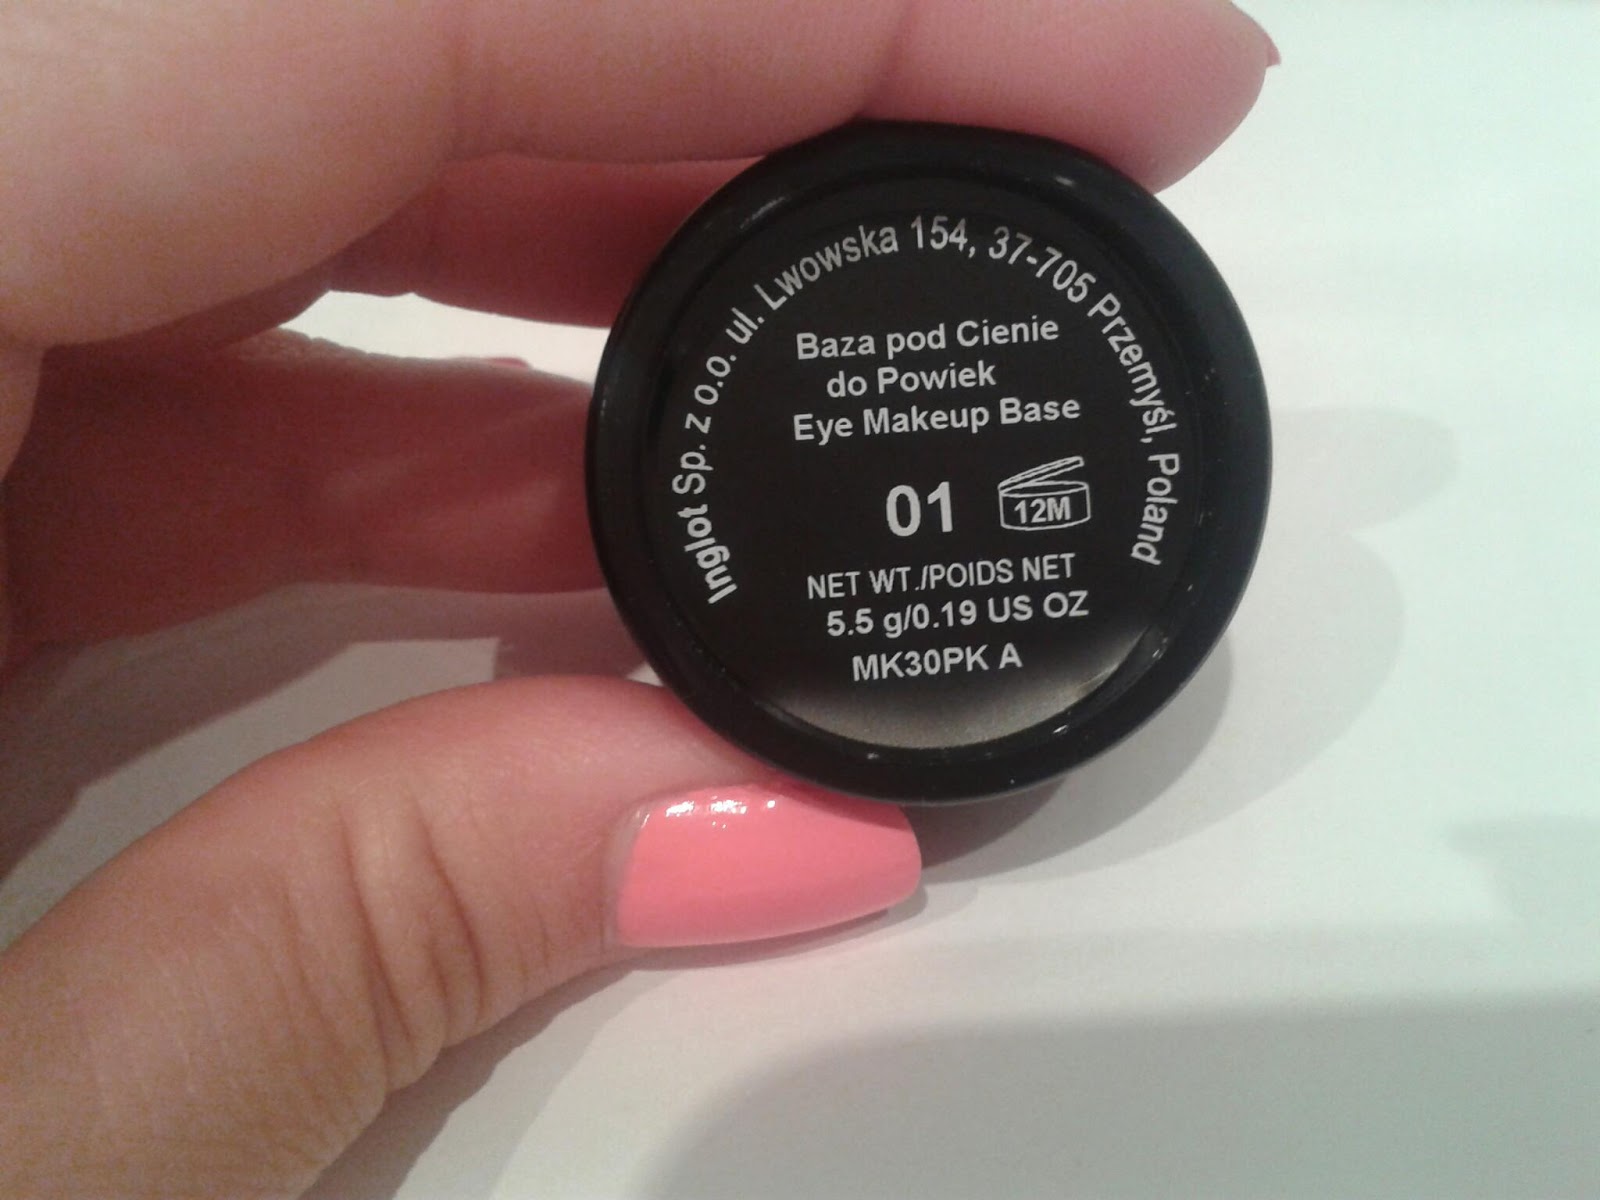 Inglot Sp. z o.o. ul. Lwowska 154, 37-705 Przemyśl, Poland
Baza pod Cienie
do Powiek
Eye Makeup Base
01 12M
NET WT./POIDS NET
5.5 g/0.19 US OZ
MK30PK A